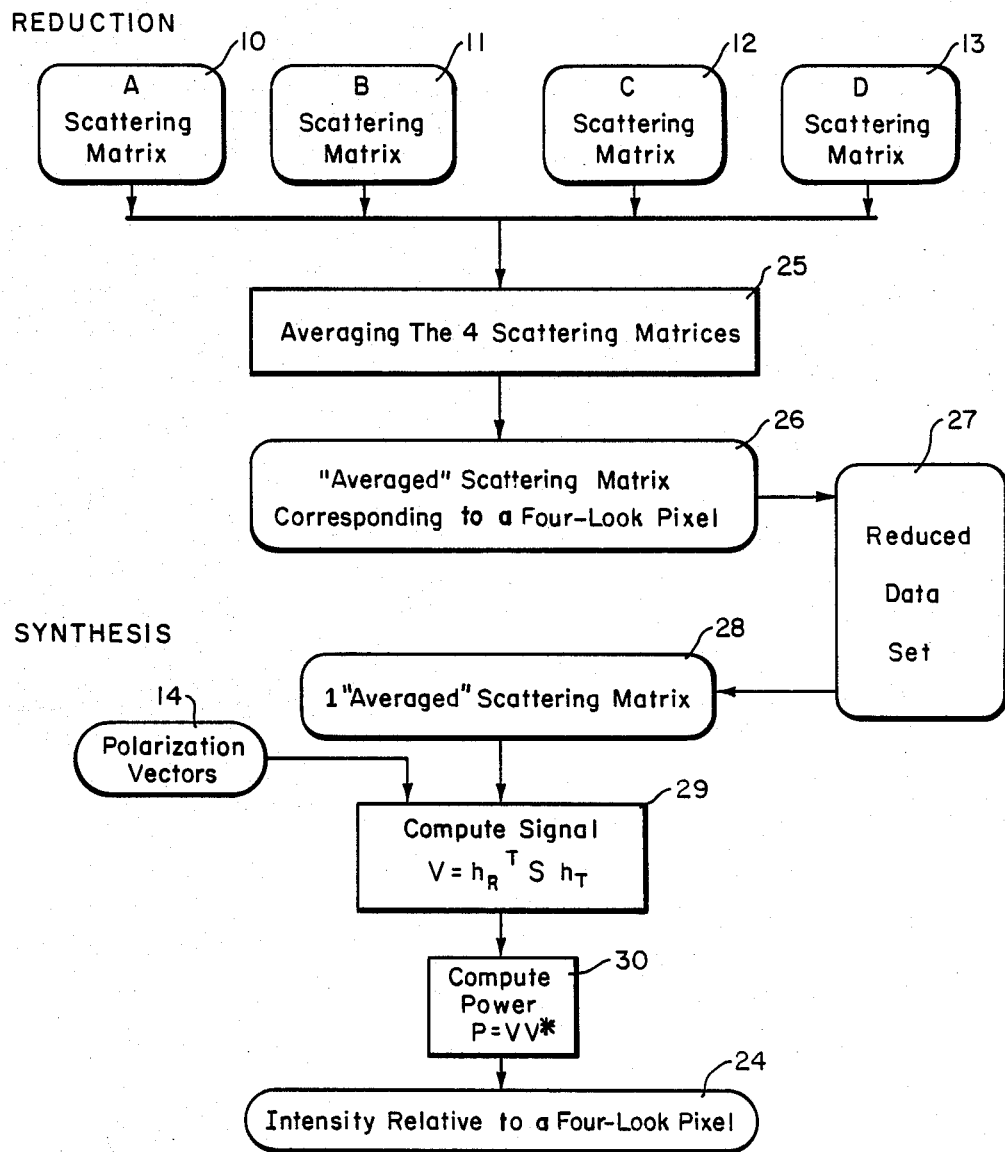 REDUCTION
10
11
12
13
A
Scattering
Matrix
B
Scattering
Matrix
C
Scattering
Matrix
D
Scattering
Matrix
25
Averaging The 4 Scattering Matrices
26
"Averaged" Scattering Matrix
Corresponding to a Four-Look Pixel
27
Reduced
Data
Set
SYNTHESIS
28
1 "Averaged" Scattering Matrix
14
Polarization
Vectors
29
Compute Signal
V = h_R^T S h_T
30
Compute
Power
P = VV*
24
Intensity Relative to a Four-Look Pixel